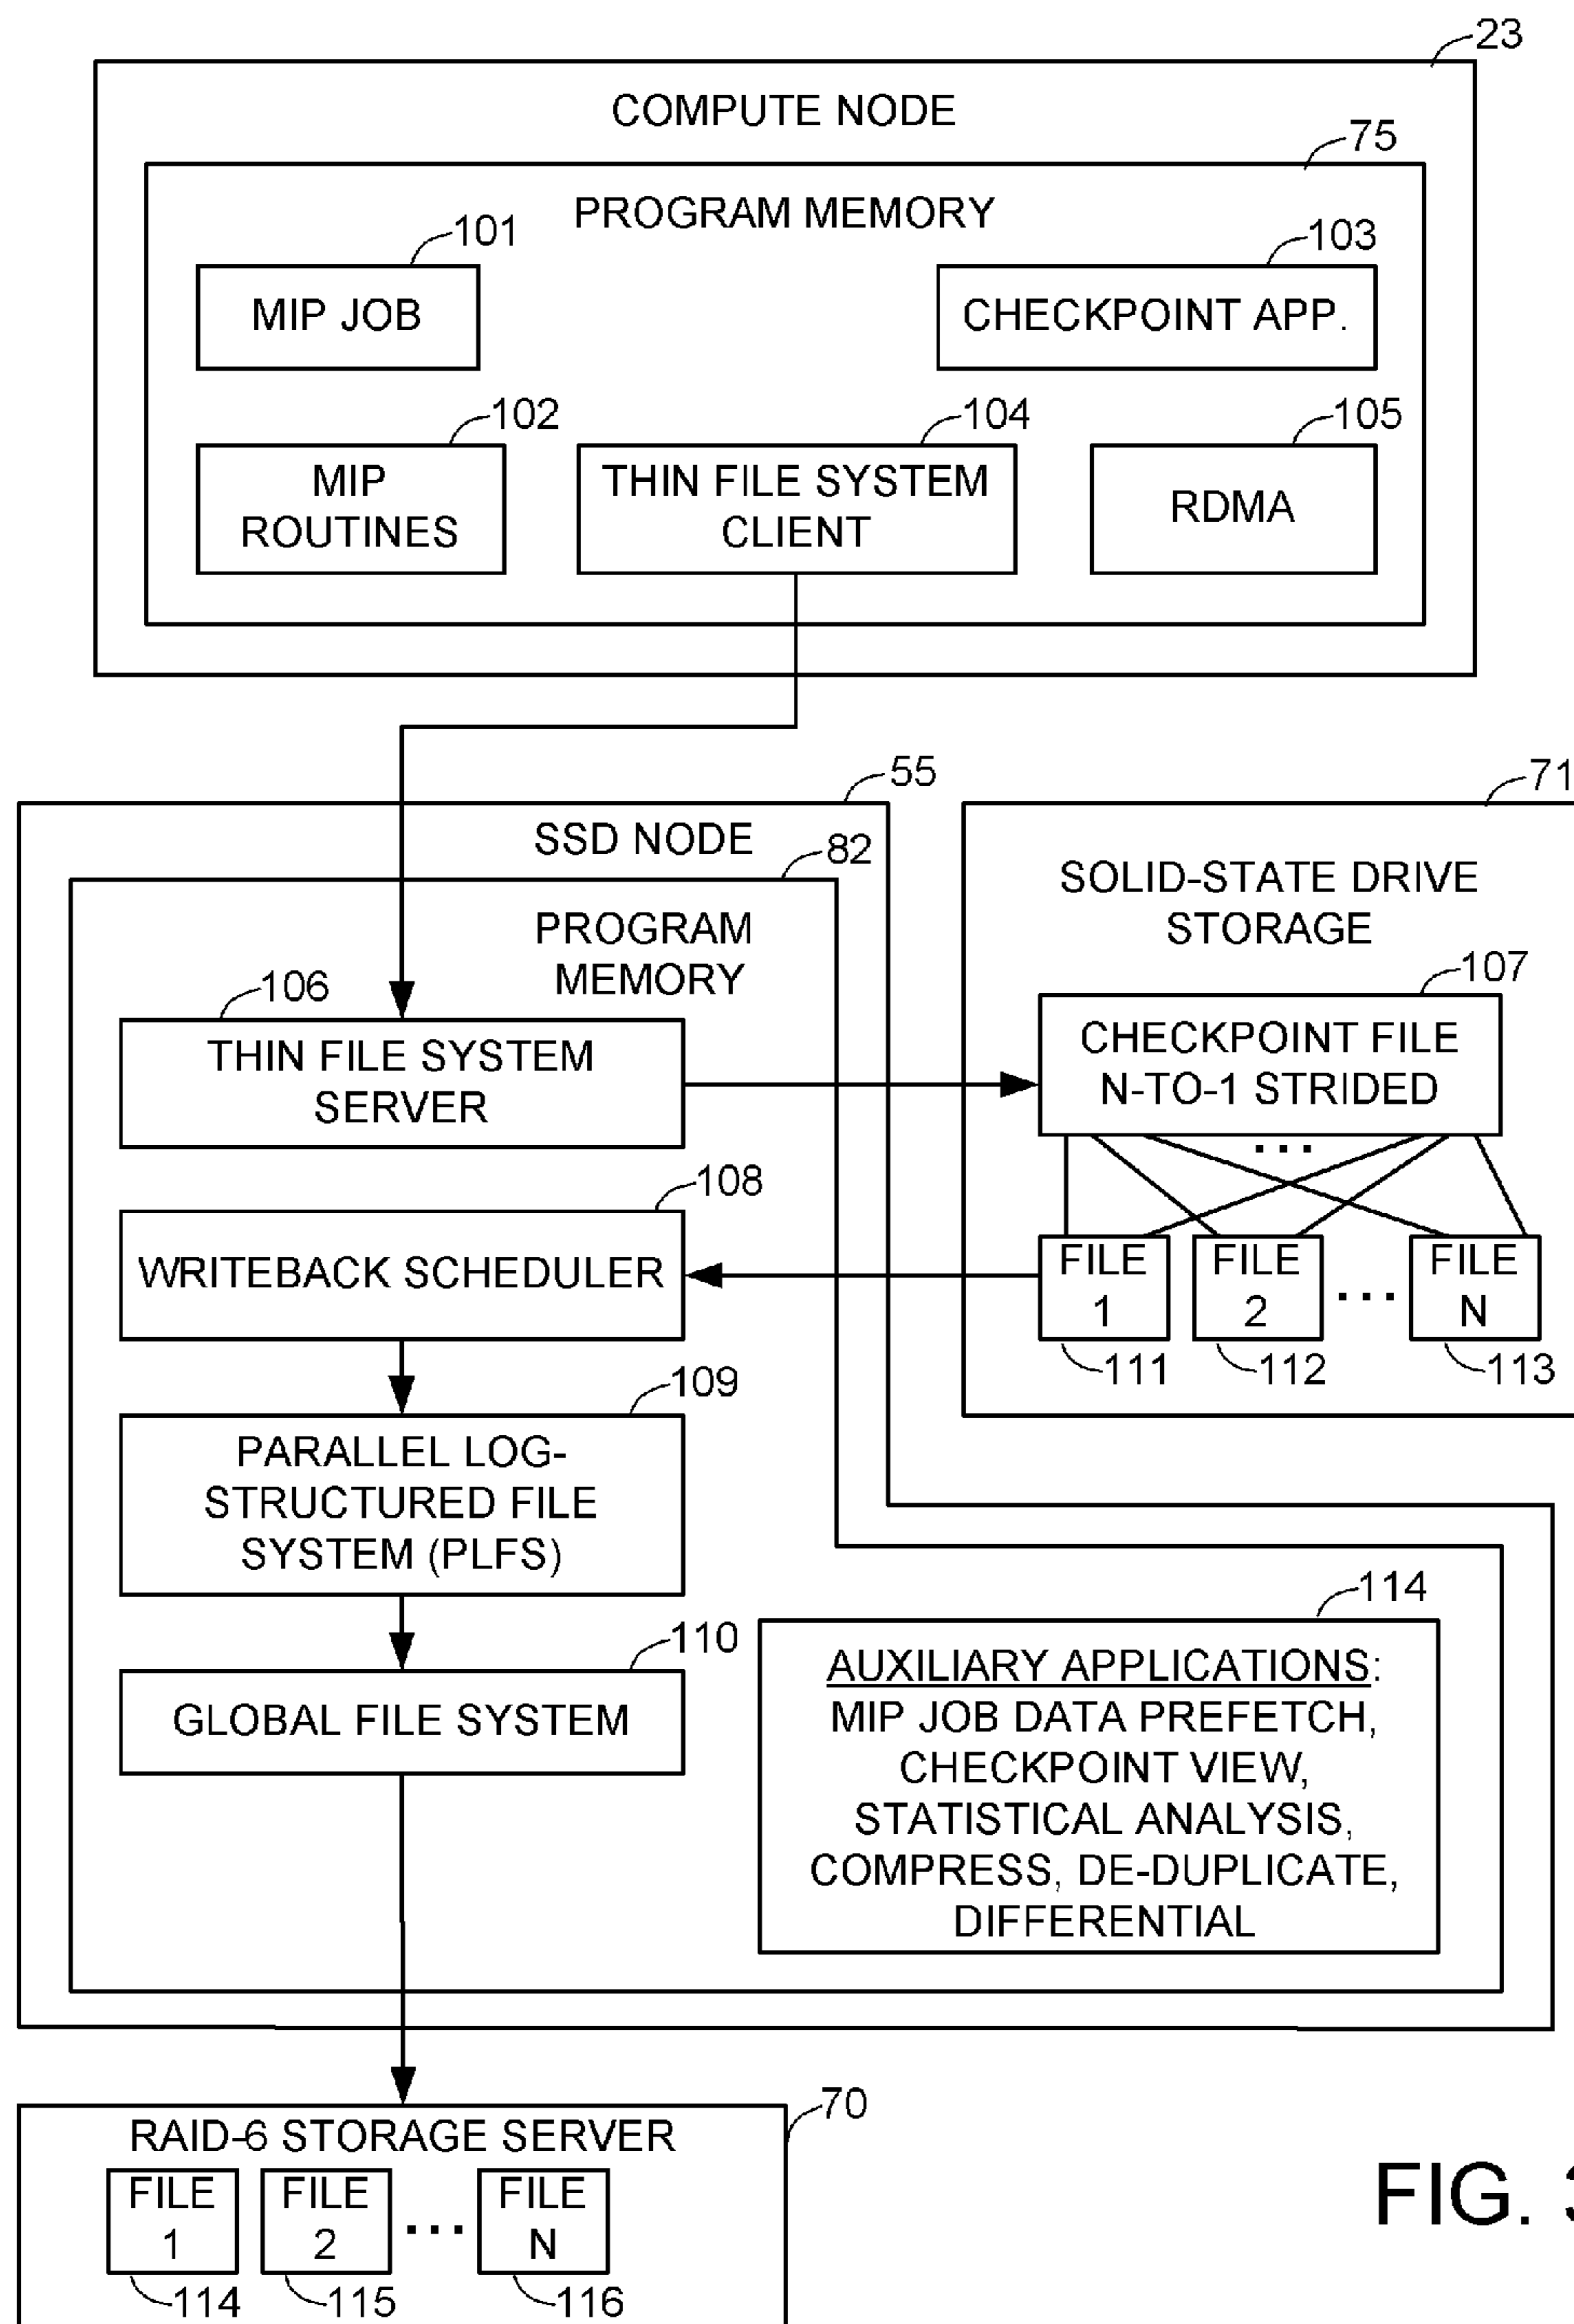 23
COMPUTE NODE
75
PROGRAM MEMORY
101
103
MIP JOB
CHECKPOINT APP.
102
104
105
MIP
ROUTINES
THIN FILE SYSTEM
CLIENT
RDMA
55
71
SSD NODE
82
SOLID-STATE DRIVE
STORAGE
PROGRAM
MEMORY
106
107
THIN FILE SYSTEM
SERVER
CHECKPOINT FILE
N-TO-1 STRIDED
...
108
WRITEBACK SCHEDULER
FILE
1
FILE
2
...
FILE
N
111
112
113
109
PARALLEL LOG-
STRUCTURED FILE
SYSTEM (PLFS)
114
110
GLOBAL FILE SYSTEM
AUXILIARY APPLICATIONS:
MIP JOB DATA PREFETCH,
CHECKPOINT VIEW,
STATISTICAL ANALYSIS,
COMPRESS, DE-DUPLICATE,
DIFFERENTIAL
70
RAID-6 STORAGE SERVER
FILE
1
FILE
2
...
FILE
N
114
115
116
FIG.